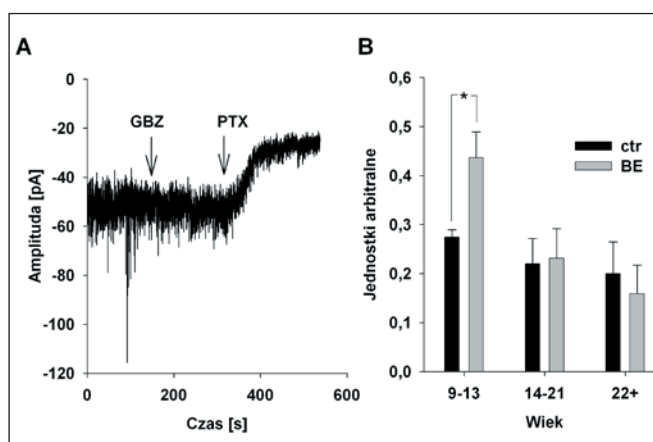 A
GBZ
PTX
Amplituda [pA]
0
-20
-40
-60
-80
-100
-120
0
200
400
600
Czas [s]
B
*
ctr
BE
Jednostki arbitralne
0,6
0,5
0,4
0,3
0,2
0,1
0,0
9-13
14-21
22+
Wiek